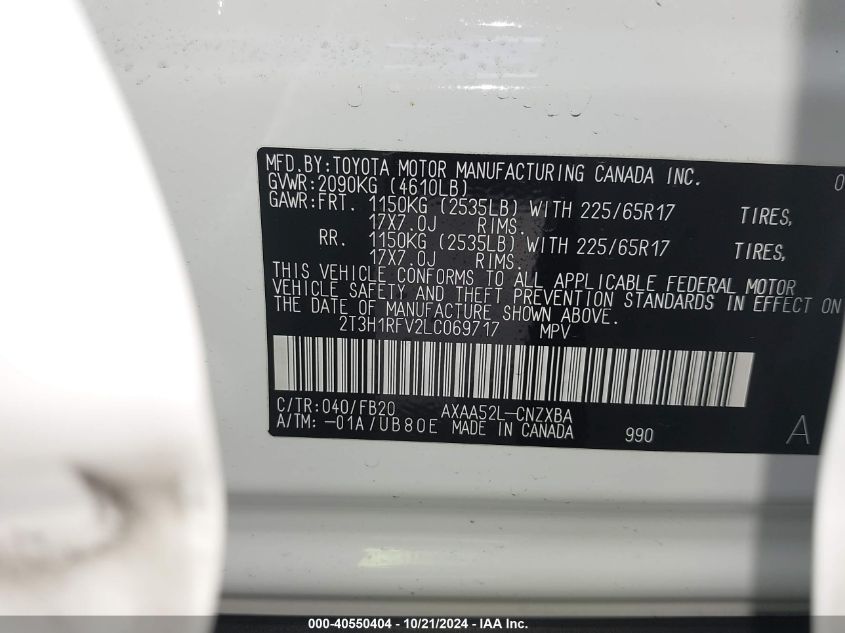 MFD.BY:TOYOTA MOTOR MANUFACTURING CANADA INC. 0
GVWR:2090KG (4610LB)
GAWR:FRT. 1150KG (2535LB) WITH 225/65R17 TIRES,
17X7.0J RIMS.
RR. 1150KG (2535LB) WITH 225/65R17 TIRES,
17X7.0J RIMS.
THIS VEHICLE CONFORMS TO ALL APPLICABLE FEDERAL MOTOR
VEHICLE SAFETY AND THEFT PREVENTION STANDARDS IN EFFECT ON
THE DATE OF MANUFACTURE SHOWN ABOVE.
2T3H1RFV2LC069717 MPV
C/TR:040/FB20 AXAA52L-CNZXBA
A/TM:-01A/UB80E MADE IN CANADA 990 A
000-40550404 - 10/21/2024 - IAA Inc.